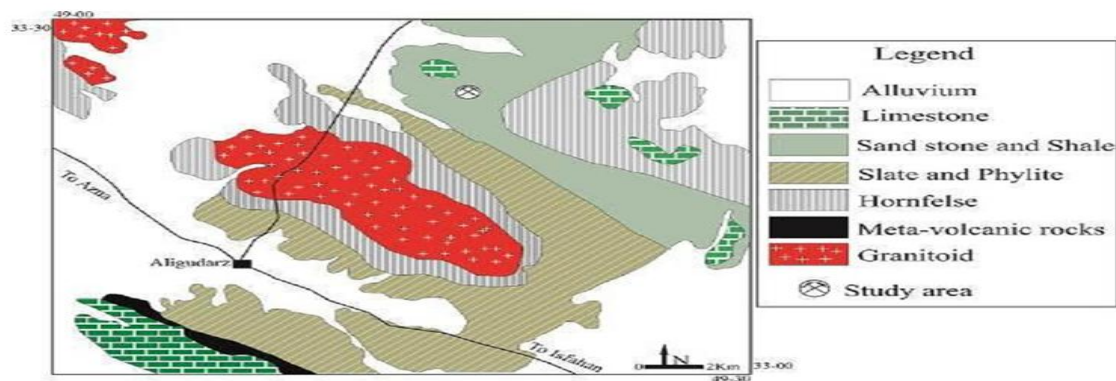 49-00
33-30
To Azna
Aligudarz
To Isfahan
N
0 2Km
33-00
49-30
Legend
Alluvium
Limestone
Sand stone and Shale
Slate and Phylite
Hornfelse
Meta-volcanic rocks
Granitoid
Study area